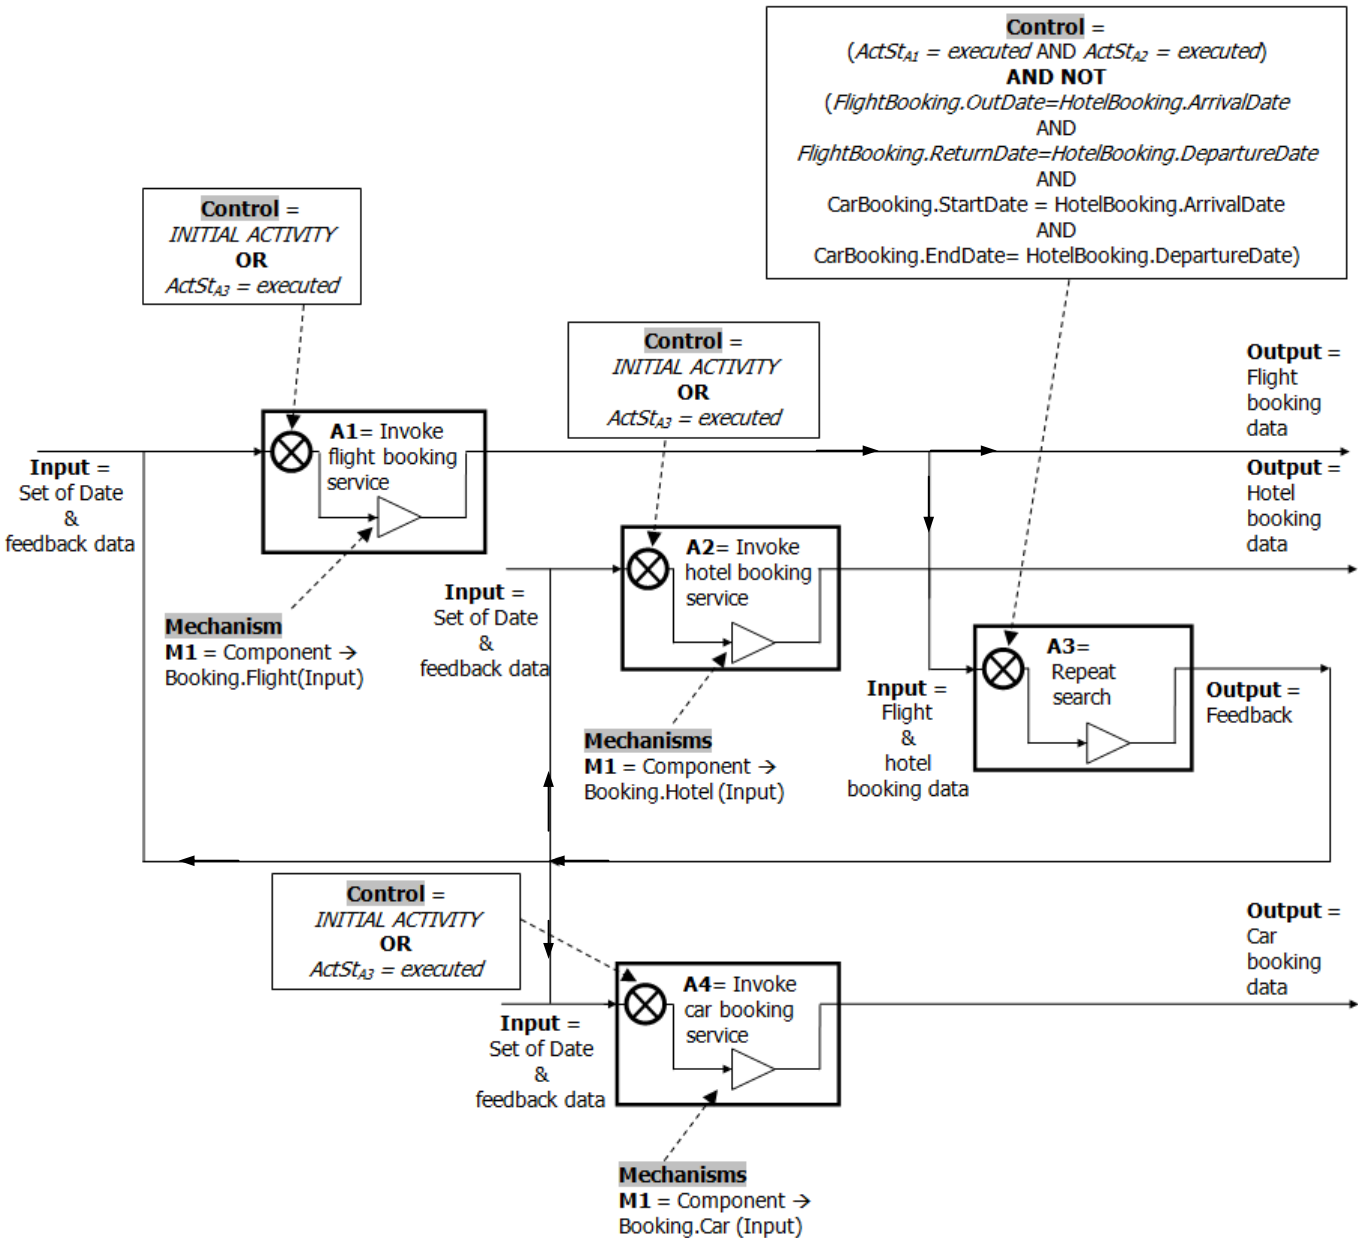 Control =
(ActSt_A1 = executed AND ActSt_A2 = executed)
AND NOT
(FlightBooking.OutDate=HotelBooking.ArrivalDate
AND
FlightBooking.ReturnDate=HotelBooking.DepartureDate
AND
CarBooking.StartDate = HotelBooking.ArrivalDate
AND
CarBooking.EndDate= HotelBooking.DepartureDate)
Control =
INITIAL ACTIVITY
OR
ActSt_A3 = executed
Control =
INITIAL ACTIVITY
OR
ActSt_A3 = executed
Output =
Flight
booking
data
A1= Invoke
flight booking
service
Input =
Set of Date
&
feedback data
Output =
Hotel
booking
data
A2= Invoke
hotel booking
service
Input =
Set of Date
&
feedback data
Mechanism
M1 = Component →
Booking.Flight(Input)
A3=
Repeat
search
Input =
Flight
&
hotel
booking data
Output =
Feedback
Mechanisms
M1 = Component →
Booking.Hotel (Input)
Control =
INITIAL ACTIVITY
OR
ActSt_A3 = executed
Output =
Car
booking
data
A4= Invoke
car booking
service
Input =
Set of Date
&
feedback data
Mechanisms
M1 = Component →
Booking.Car (Input)